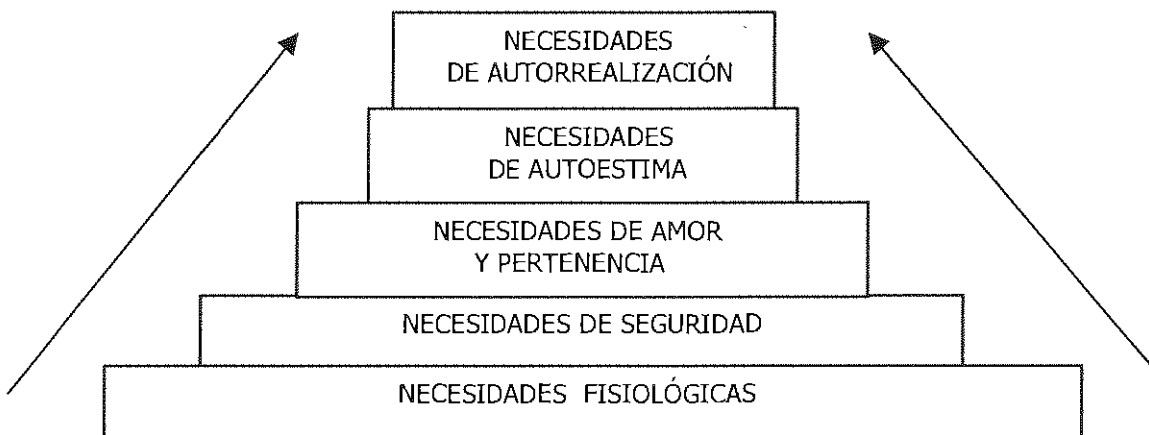 NECESIDADES
DE AUTORREALIZACIÓN
NECESIDADES
DE AUTOESTIMA
NECESIDADES DE AMOR
Y PERTENENCIA
NECESIDADES DE SEGURIDAD
NECESIDADES FISIOLÓGICAS